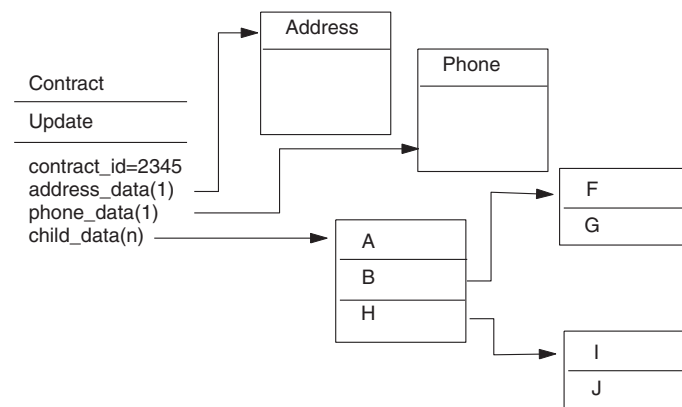 Address
Phone
Contract
Update
contract_id=2345
address_data(1)
phone_data(1)
child_data(n)
A
B
H
F
G
I
J